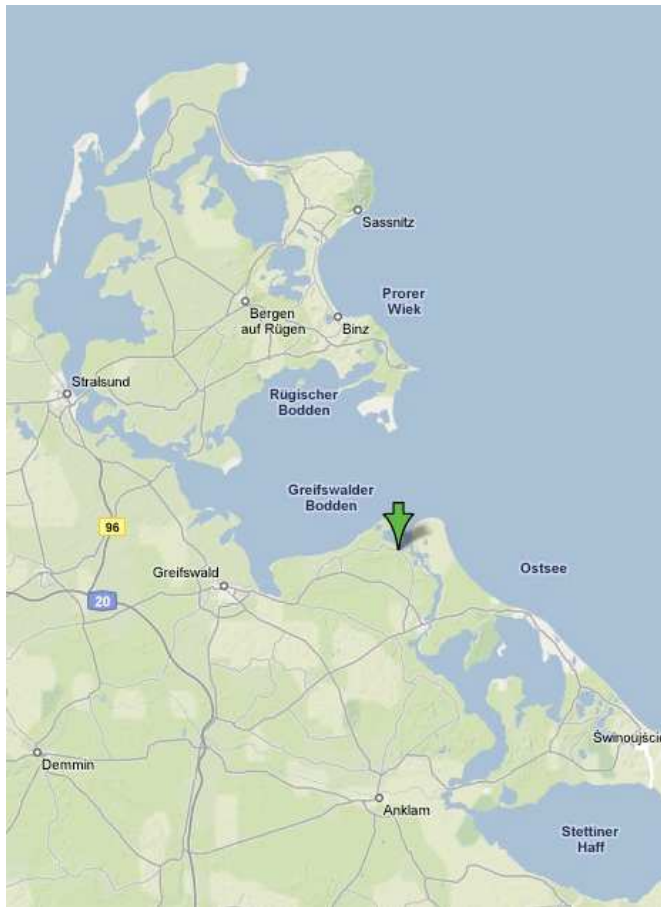 Sassnitz
Prorer
Wiek
Bergen
auf Rügen
Binz
Stralsund
Rügischer
Bodden
Greifswalder
Bodden
96
Ostsee
Greifswald
20
Świnoujście
Demmin
Anklam
Stettiner
Haff